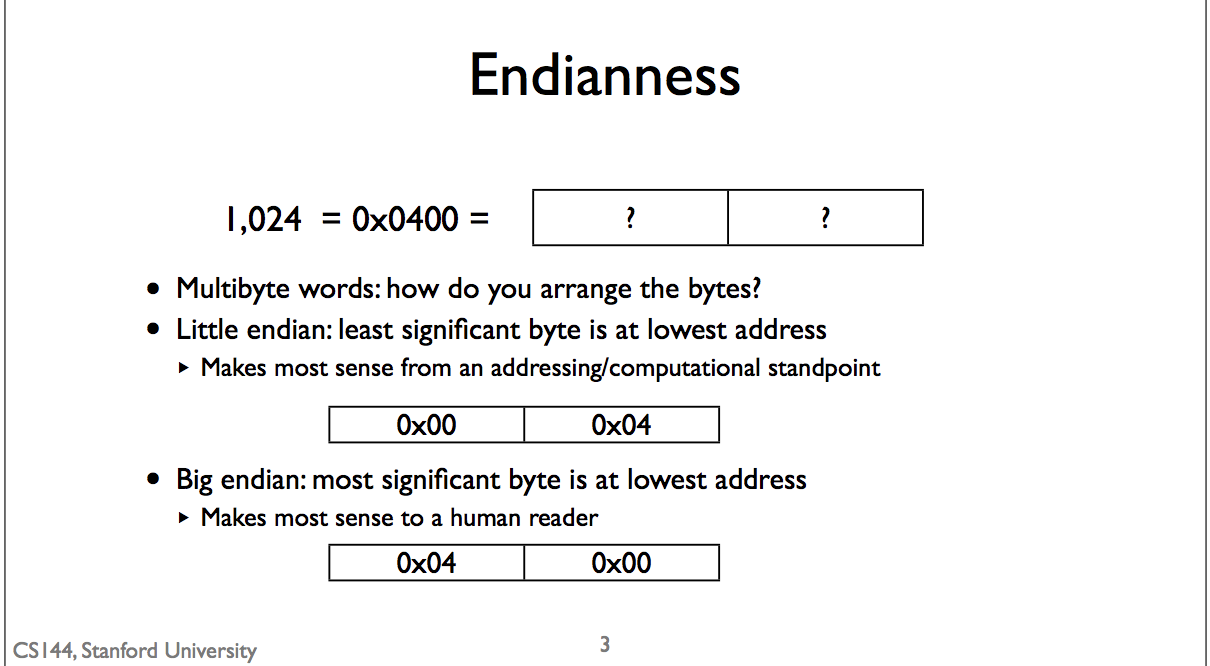 Endianness
1,024 = 0x0400 = ? ?
• Multibyte words: how do you arrange the bytes?
• Little endian: least significant byte is at lowest address
▸ Makes most sense from an addressing/computational standpoint
0x00 0x04
• Big endian: most significant byte is at lowest address
▸ Makes most sense to a human reader
0x04 0x00
CS144, Stanford University 3